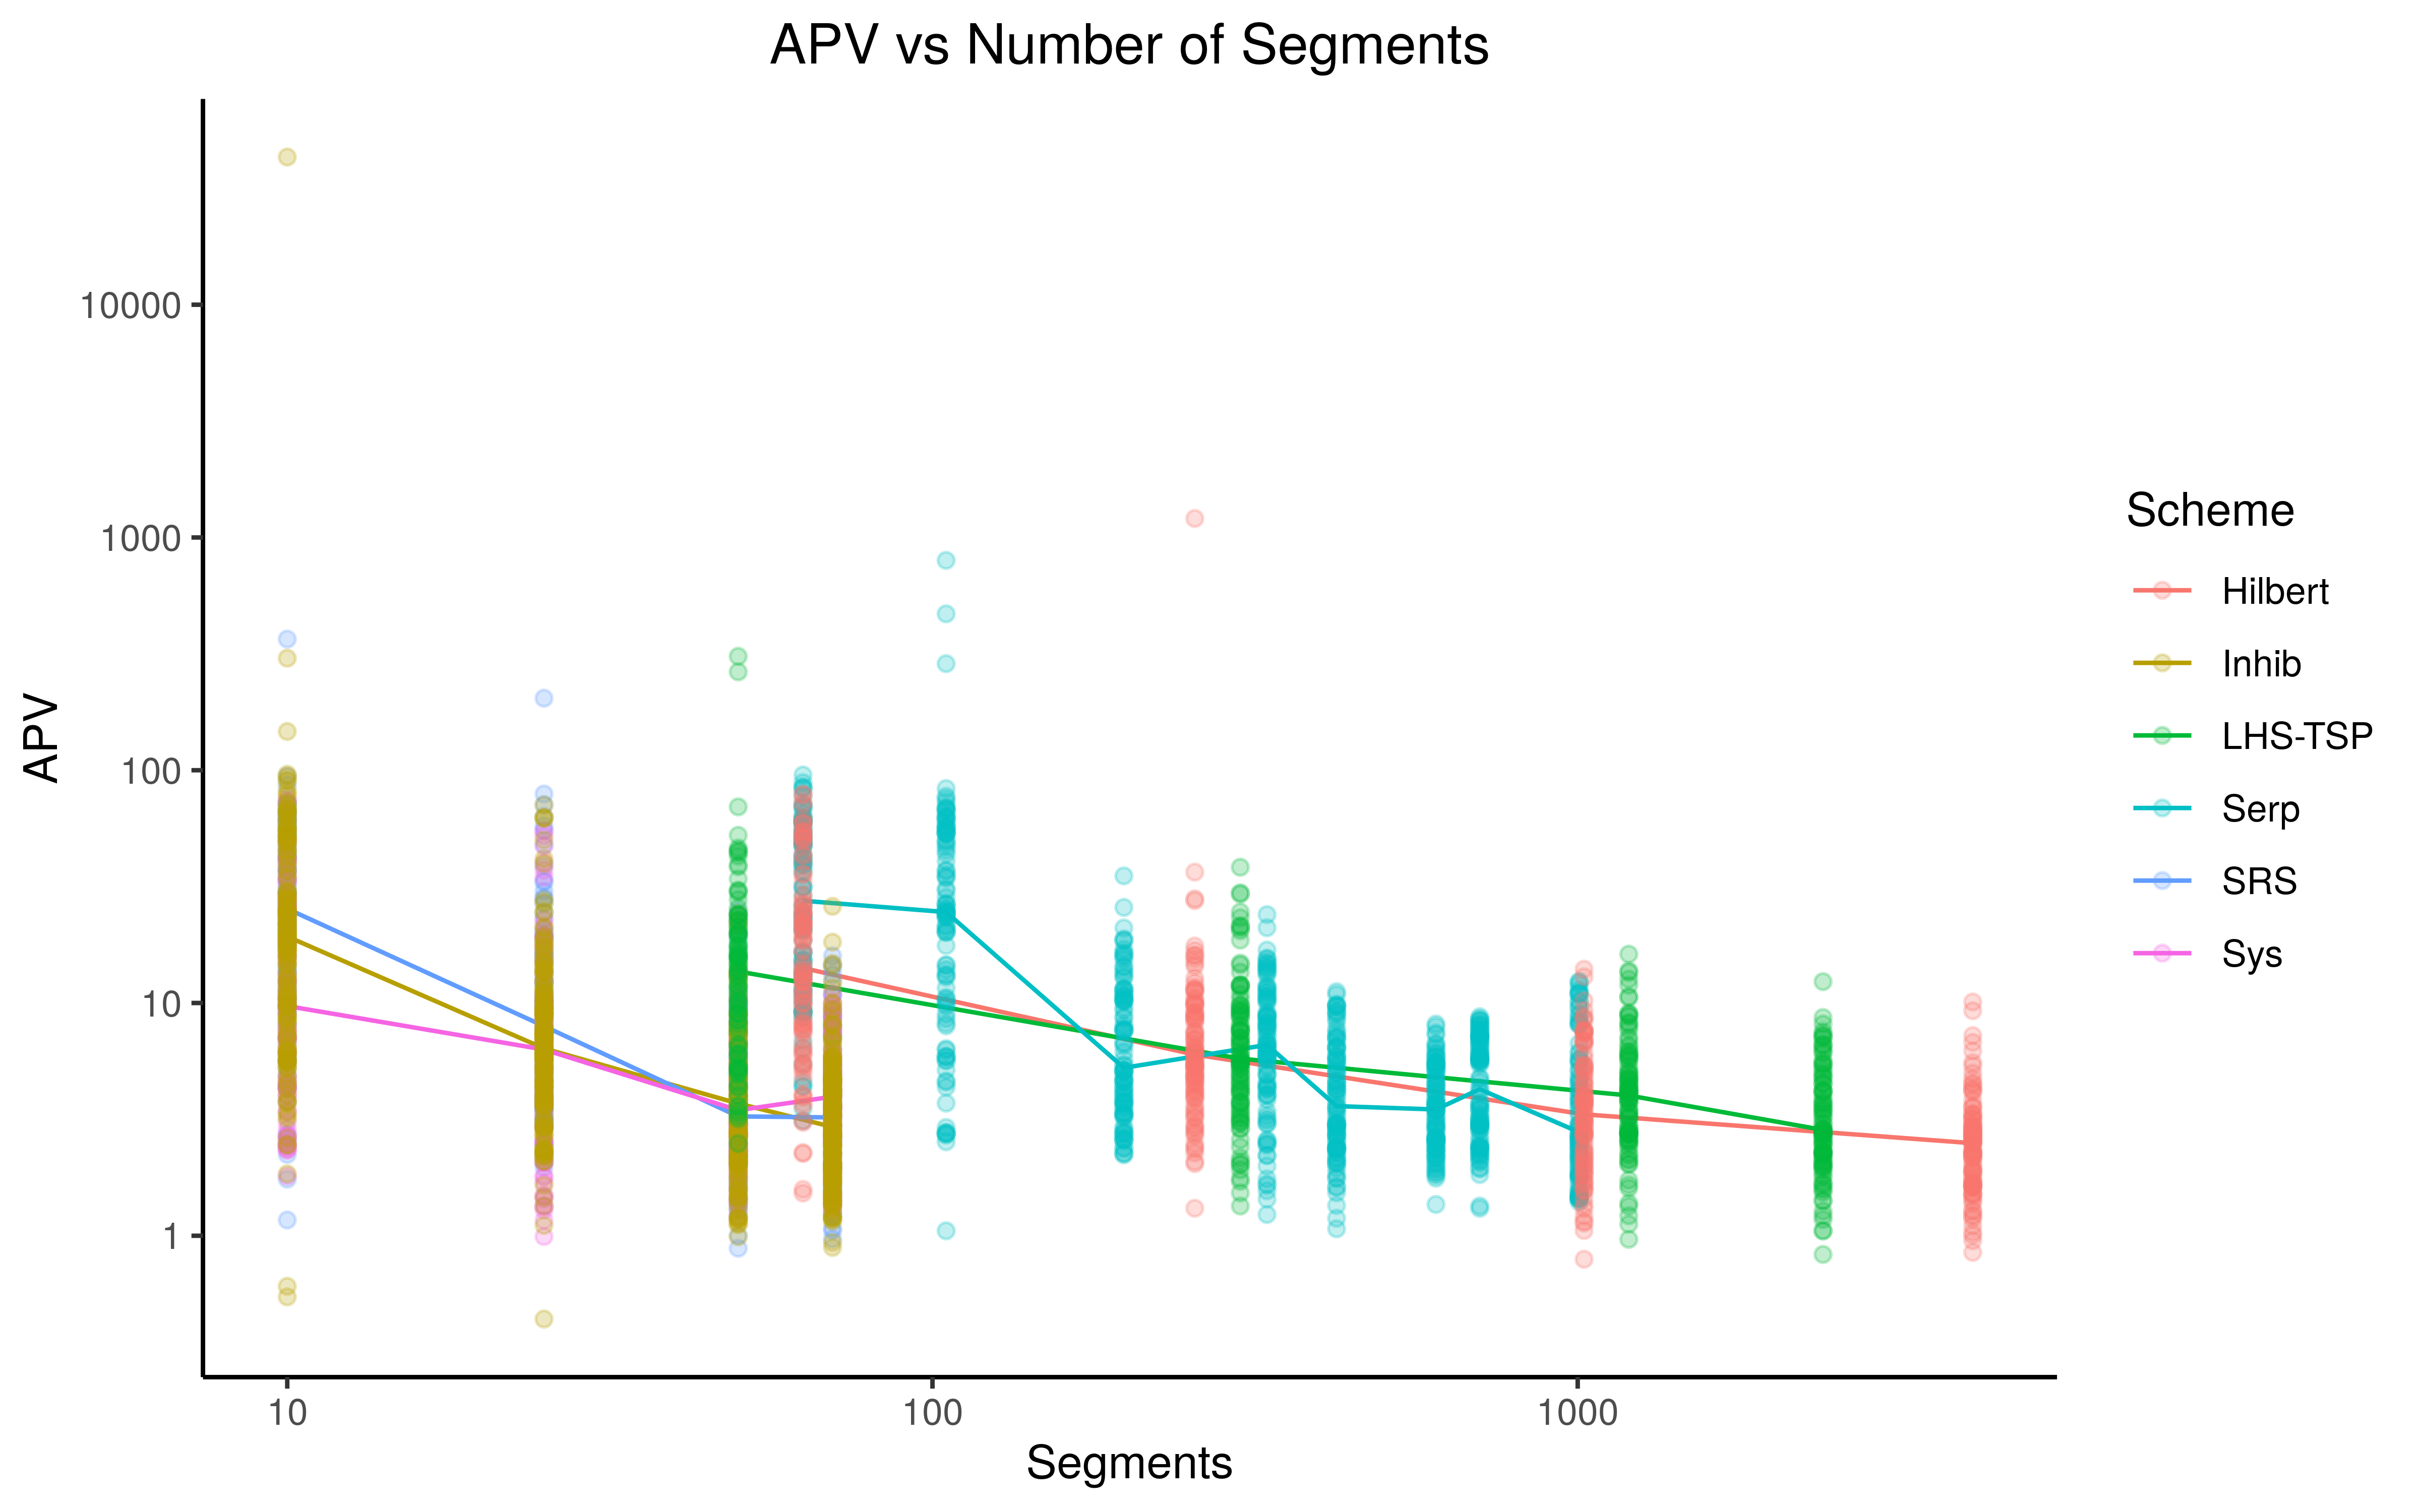 APV vs Number of Segments
APV
10000
1000
100
10
1
10
100
1000
Segments
Scheme
Hilbert
Inhib
LHS-TSP
Serp
SRS
Sys